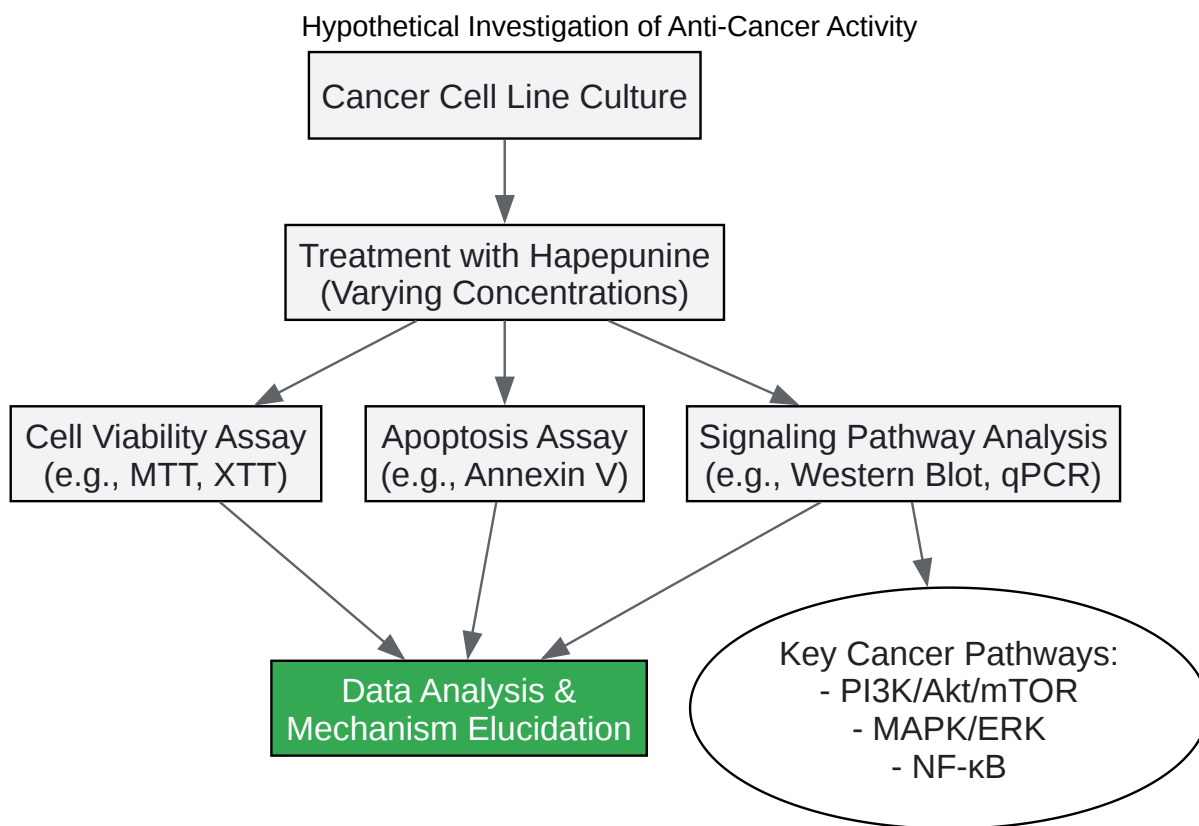 Hypothetical Investigation of Anti-Cancer Activity
Cancer Cell Line Culture
Treatment with Hapepunine
(Varying Concentrations)
Cell Viability Assay
(e.g., MTT, XTT)
Apoptosis Assay
(e.g., Annexin V)
Signaling Pathway Analysis
(e.g., Western Blot, qPCR)
Data Analysis &
Mechanism Elucidation
Key Cancer Pathways:
- PI3K/Akt/mTOR
- MAPK/ERK
- NF-κB